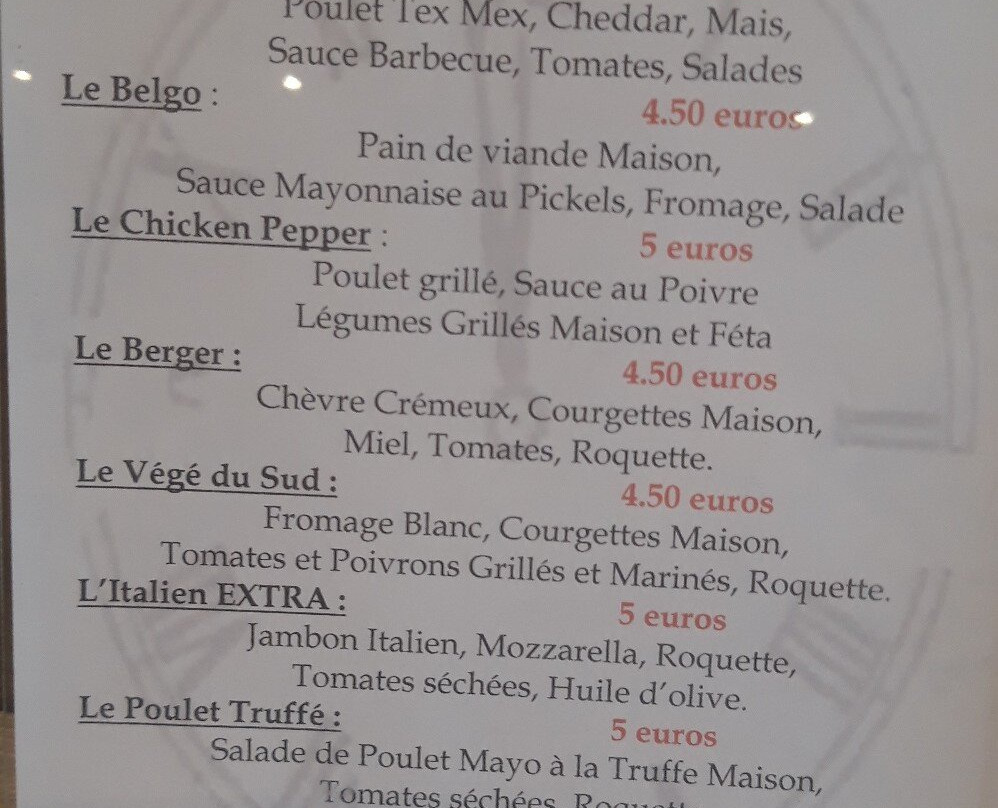 Poulet Tex Mex, Cheddar, Mais,
Sauce Barbecue, Tomates, Salades
Le Belgo : 4.50 euros
Pain de viande Maison,
Sauce Mayonnaise au Pickels, Fromage, Salade
Le Chicken Pepper : 5 euros
Poulet grillé, Sauce au Poivre
Légumes Grillés Maison et Féta
Le Berger : 4.50 euros
Chèvre Crémeux, Courgettes Maison,
Miel, Tomates, Roquette.
Le Végé du Sud : 4.50 euros
Fromage Blanc, Courgettes Maison,
Tomates et Poivrons Grillés et Marinés, Roquette.
L'Italien EXTRA : 5 euros
Jambon Italien, Mozzarella, Roquette,
Tomates séchées, Huile d'olive.
Le Poulet Truffé : 5 euros
Salade de Poulet Mayo à la Truffe Maison,
Tomates séchées,